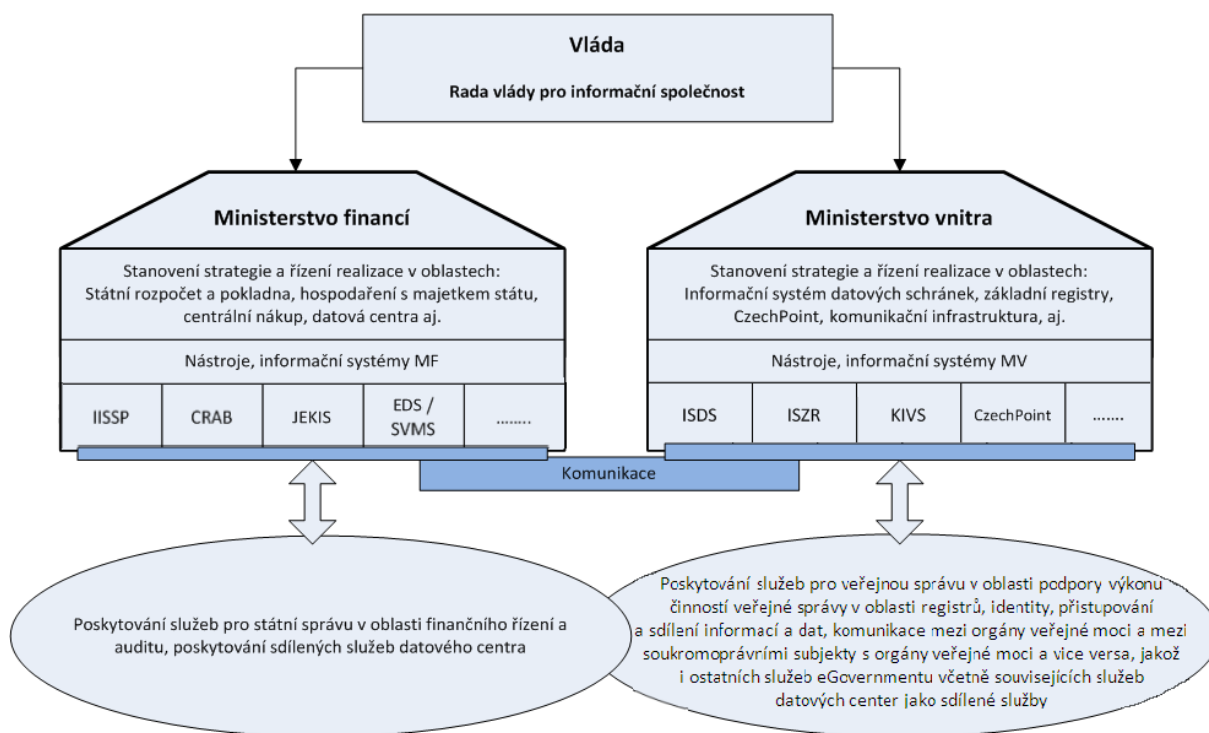 Vláda
Rada vlády pro informační společnost
Ministerstvo financí
Stanovení strategie a řízení realizace v oblastech:
Státní rozpočet a pokladna, hospodaření s majetkem státu,
centrální nákup, datová centra aj.
Nástroje, informační systémy MF
IISSP
CRAB
JEKIS
EDS /
SVMS
........
Ministerstvo vnitra
Stanovení strategie a řízení realizace v oblastech:
Informační systém datových schránek, základní registry,
CzechPoint, komunikační infrastruktura, aj.
Nástroje, informační systémy MV
ISDS
ISZR
KIVS
CzechPoint
.......
Komunikace
Poskytování služeb pro státní správu v oblasti finančního řízení a
auditu, poskytování sdílených služeb datového centra
Poskytování služeb pro veřejnou správu v oblasti podpory výkonu
činností veřejné správy v oblasti registrů, identity, přistupování
a sdílení informací a dat, komunikace mezi orgány veřejné moci a mezi
soukromoprávními subjekty s orgány veřejné moci a vice versa, jakož
i ostatních služeb eGovernmentu včetně souvisejících služeb
datových center jako sdílené služby